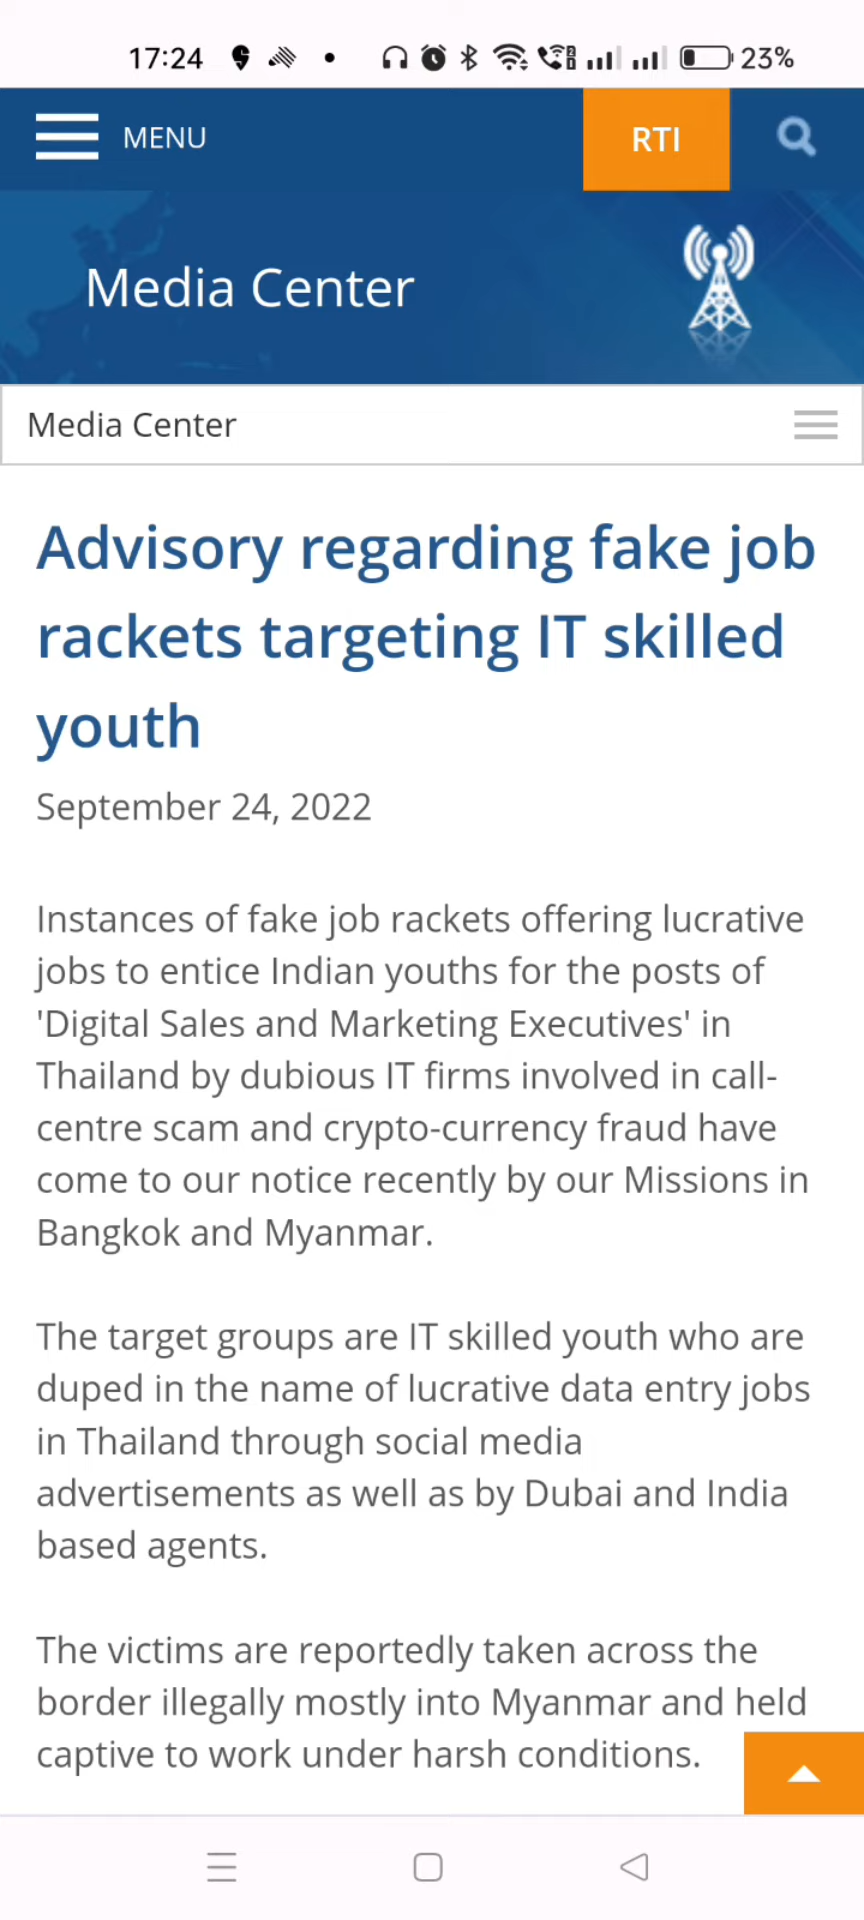 17:24 23%
MENU RTI
Media Center
Media Center
Advisory regarding fake job
rackets targeting IT skilled
youth
September 24, 2022
Instances of fake job rackets offering lucrative
jobs to entice Indian youths for the posts of
'Digital Sales and Marketing Executives' in
Thailand by dubious IT firms involved in call-
centre scam and crypto-currency fraud have
come to our notice recently by our Missions in
Bangkok and Myanmar.
The target groups are IT skilled youth who are
duped in the name of lucrative data entry jobs
in Thailand through social media
advertisements as well as by Dubai and India
based agents.
The victims are reportedly taken across the
border illegally mostly into Myanmar and held
captive to work under harsh conditions.